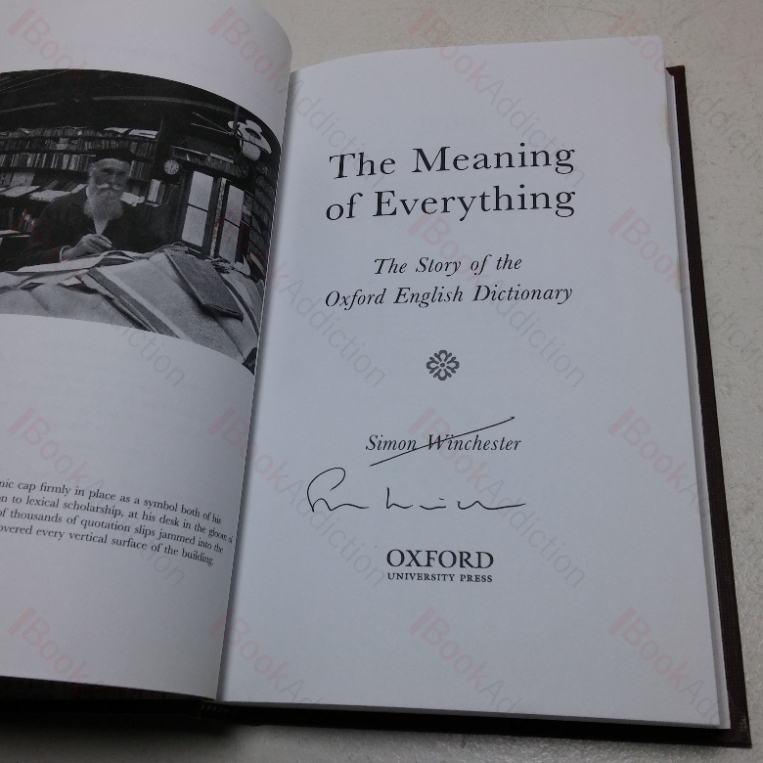 nic cap firmly in place as a symbol both of his
n to lexical scholarship, at his desk in the gloom
of thousands of quotation slips jammed into the
overed every vertical surface of the building.
The Meaning
of Everything
The Story of the
Oxford English Dictionary
Simon Winchester
OXFORD
UNIVERSITY PRESS
BookAddiction